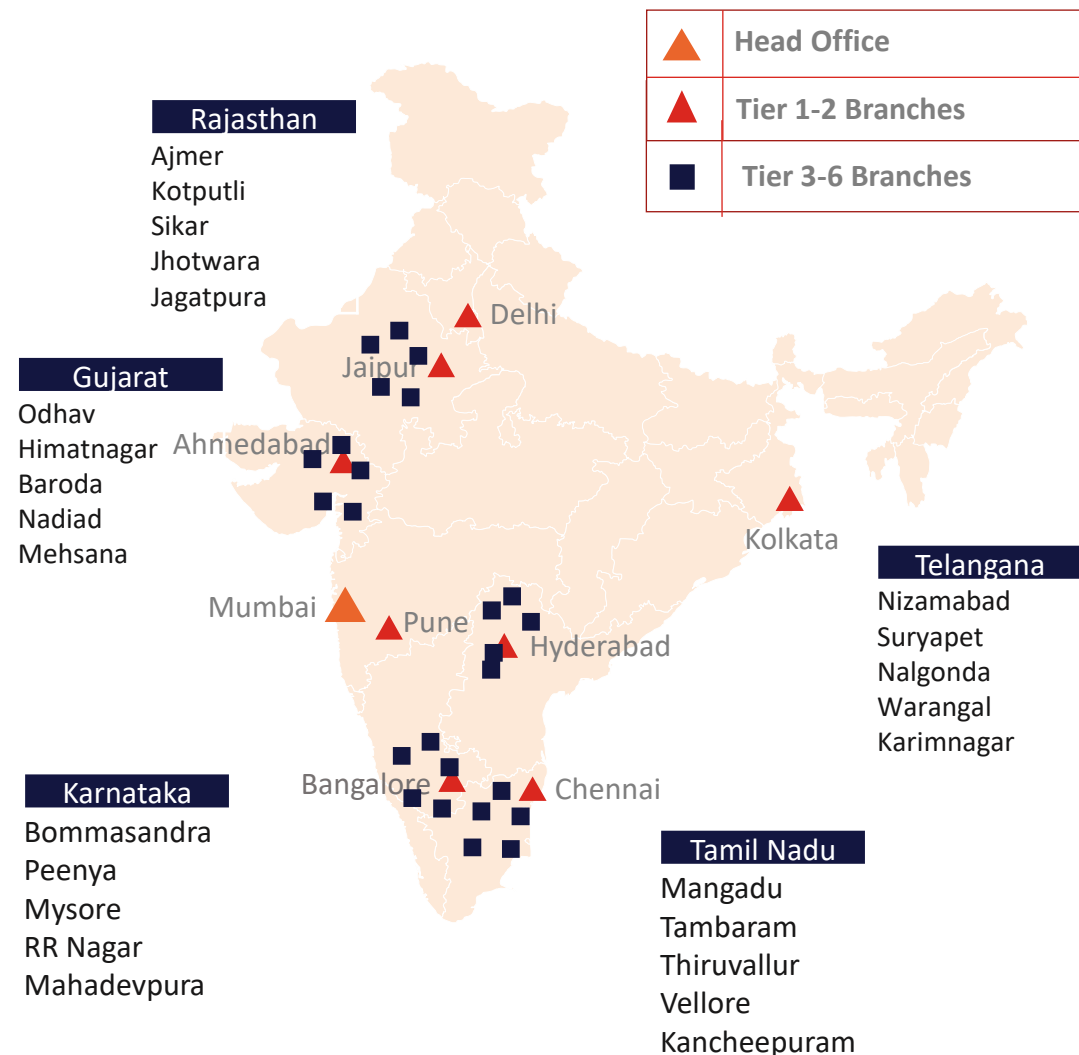 Head Office
Tier 1-2 Branches
Tier 3-6 Branches
Rajasthan
Ajmer
Kotputli
Sikar
Jhotwara
Jagatpura
Delhi
Jaipur
Gujarat
Odhav
Himatnagar
Baroda
Nadiad
Mehsana
Ahmedabad
Kolkata
Mumbai
Pune
Hyderabad
Telangana
Nizamabad
Suryapet
Nalgonda
Warangal
Karimnagar
Bangalore
Chennai
Karnataka
Bommasandra
Peenya
Mysore
RR Nagar
Mahadevpura
Tamil Nadu
Mangadu
Tambaram
Thiruvallur
Vellore
Kancheepuram